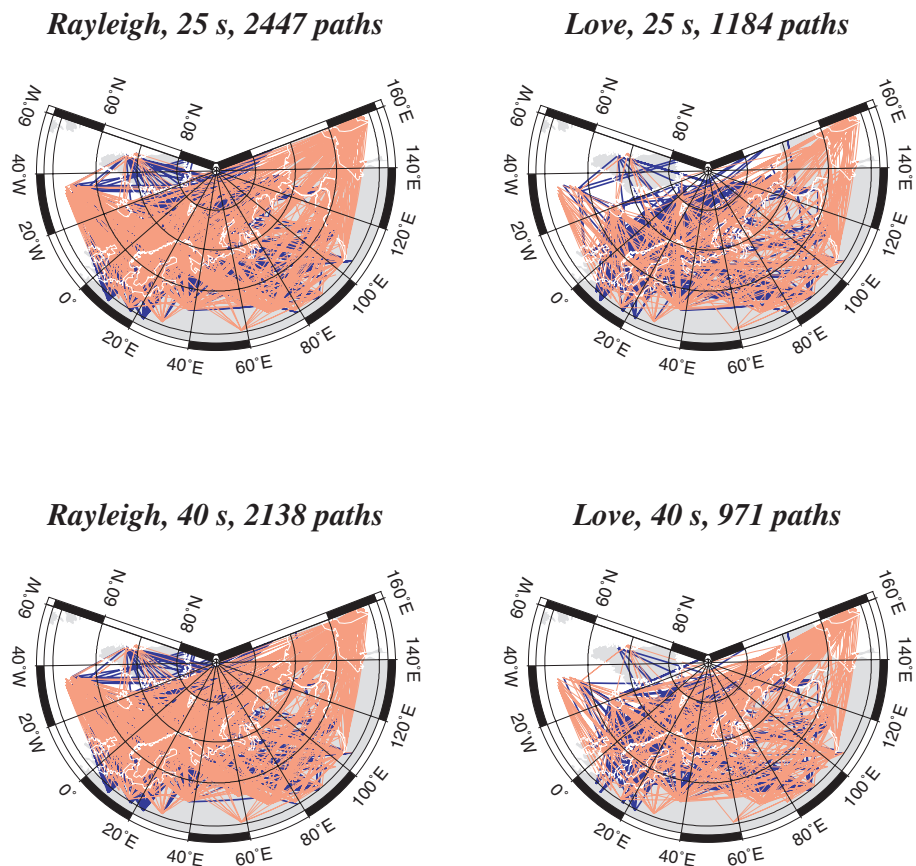 Rayleigh, 25 s, 2447 paths
60˚W
60˚N
80˚N
160˚E
40˚W
140˚E
20˚W
120˚E
0˚
100˚E
20˚E
80˚E
40˚E
60˚E
Love, 25 s, 1184 paths
60˚W
60˚N
80˚N
160˚E
40˚W
140˚E
20˚W
120˚E
0˚
100˚E
20˚E
80˚E
40˚E
60˚E
Rayleigh, 40 s, 2138 paths
60˚W
60˚N
80˚N
160˚E
40˚W
140˚E
20˚W
120˚E
0˚
100˚E
20˚E
80˚E
40˚E
60˚E
Love, 40 s, 971 paths
60˚W
60˚N
80˚N
160˚E
40˚W
140˚E
20˚W
120˚E
0˚
100˚E
20˚E
80˚E
40˚E
60˚E